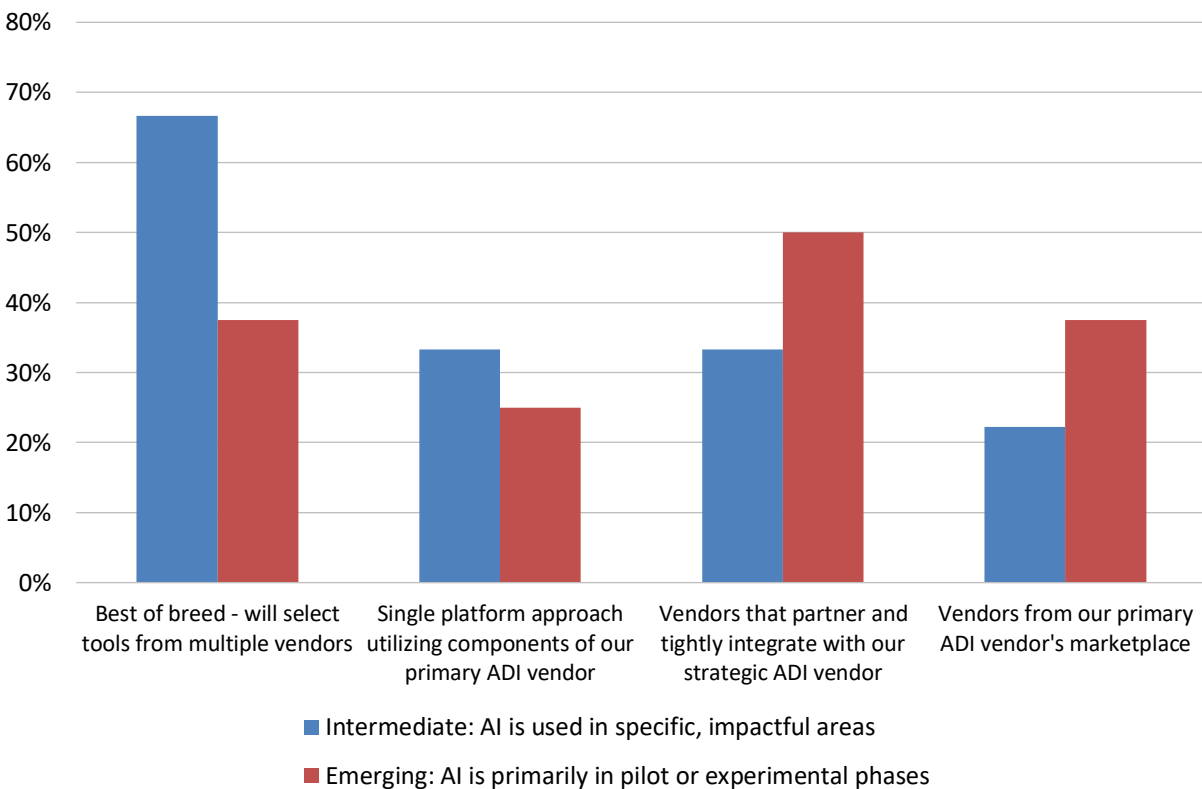 80%
70%
60%
50%
40%
30%
20%
10%
0%
Best of breed - will select
tools from multiple vendors
Single platform approach
utilizing components of our
primary ADI vendor
Vendors that partner and
tightly integrate with our
strategic ADI vendor
Vendors from our primary
ADI vendor's marketplace
Intermediate: AI is used in specific, impactful areas
Emerging: AI is primarily in pilot or experimental phases